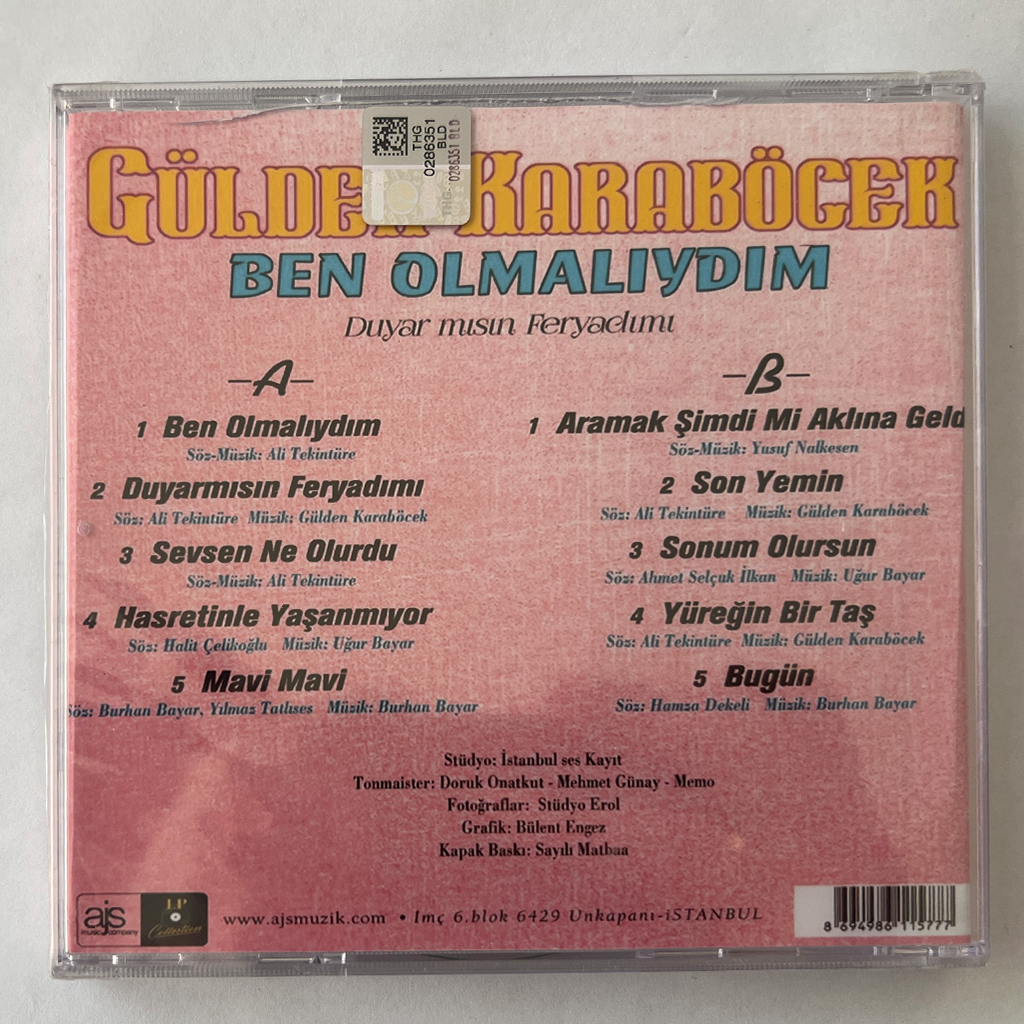 THG
0286351
BLD
THG 0286351 BLD
GÜLDEN KARABÖCEK
BEN OLMALIYDIM
Duyar mısın Feryadımı
-A-
1 Ben Olmalıydım
Söz-Müzik: Ali Tekintüre
2 Duyarmısın Feryadımı
Söz: Ali Tekintüre Müzik: Gülden Karaböcek
3 Sevsen Ne Olurdu
Söz-Müzik: Ali Tekintüre
4 Hasretinle Yaşanmıyor
Söz: Halit Çelikoğlu Müzik: Uğur Bayar
5 Mavi Mavi
Söz: Burhan Bayar, Yılmaz Tatlıses Müzik: Burhan Bayar
-B-
1 Aramak Şimdi Mi Aklına Geld
Söz-Müzik: Yusuf Nalkesen
2 Son Yemin
Söz: Ali Tekintüre Müzik: Gülden Karaböcek
3 Sonum Olursun
Söz: Ahmet Selçuk İlkan Müzik: Uğur Bayar
4 Yüreğin Bir Taş
Söz: Ali Tekintüre Müzik: Gülden Karaböcek
5 Bugün
Söz: Hamza Dekeli Müzik: Burhan Bayar
Stüdyo: İstanbul ses Kayıt
Tonmaister: Doruk Onatkut - Mehmet Günay - Memo
Fotoğraflar: Stüdyo Erol
Grafik: Bülent Engez
Kapak Baskı: Sayılı Matbaa
ajs
music company
LP
Collection
www.ajsmuzik.com • Imç 6.blok 6429 Unkapanı-iSTANBUL
8 694986 115777